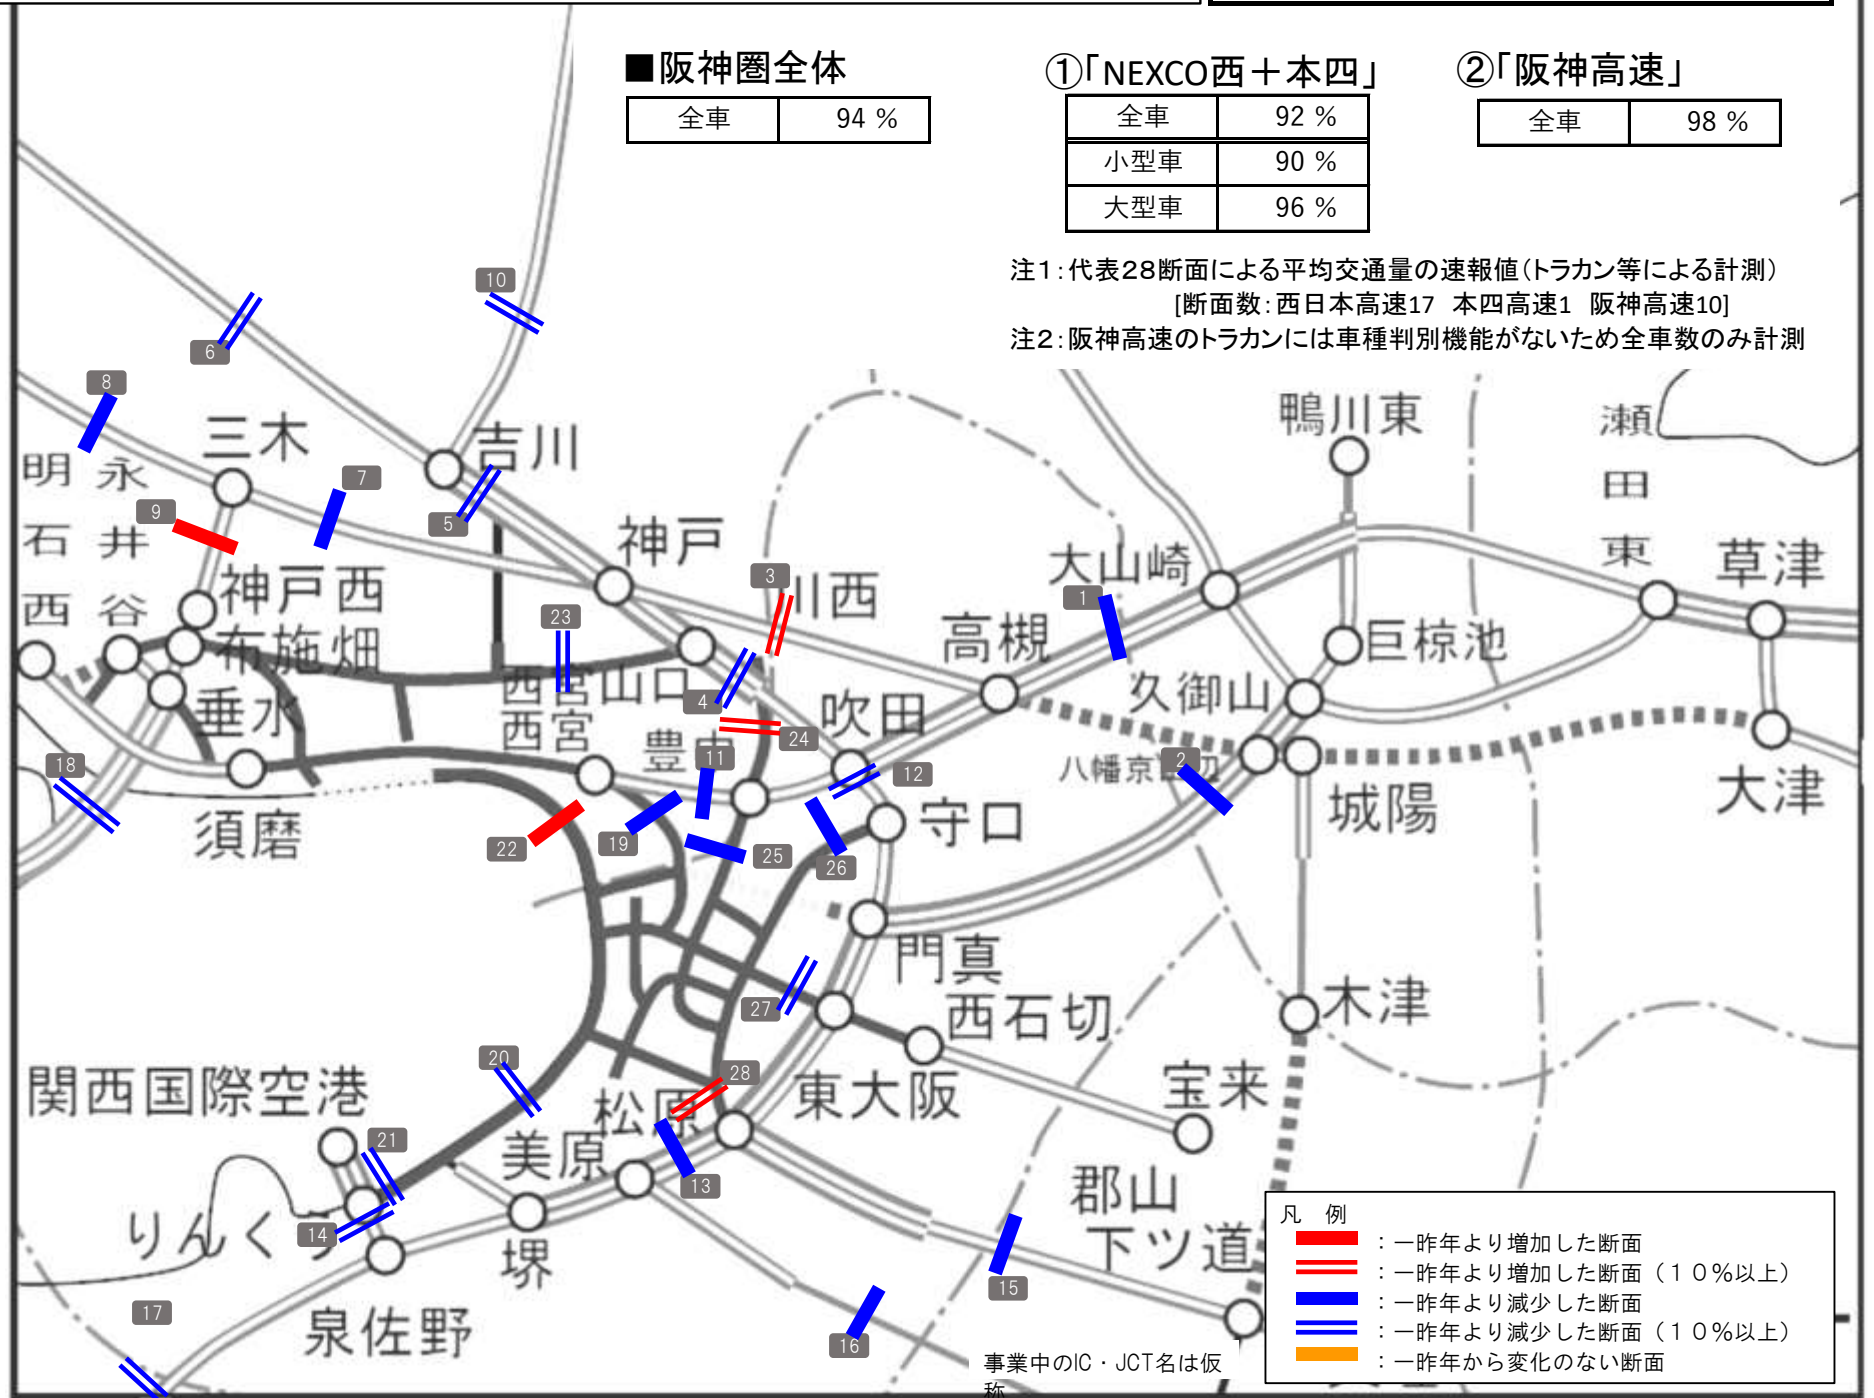 ■阪神圏全体
全車 94 %
①「NEXCO西＋本四」
全車 92 %
小型車 90 %
大型車 96 %
②「阪神高速」
全車 98 %
注1：代表28断面による平均交通量の速報値（トラカン等による計測）
[断面数：西日本高速17 本四高速1 阪神高速10]
注2：阪神高速のトラカンには車種判別機能がないため全車数のみ計測
10
6
8
三木
吉川
鴨川東
瀬田東
明石西
永井谷
7
9
5
神戸
大山崎
草津
神戸西
3
川西
1
布施畑
23
高槻
巨椋池
西宮山口
4
久御山
垂水
西宮
24
吹田
豊中
11
12
八幡京田辺
2
18
大津
須磨
22
19
25
26
守口
城陽
門真
27
西石切
木津
20
関西国際空港
松原
28
東大阪
宝来
21
美原
13
郡山
りんくう
14
下ツ道
堺
15
17
泉佐野
16
事業中のIC・JCT名は仮
称
凡 例
：一昨年より増加した断面
：一昨年より増加した断面（１０％以上）
：一昨年より減少した断面
：一昨年より減少した断面（１０％以上）
：一昨年から変化のない断面